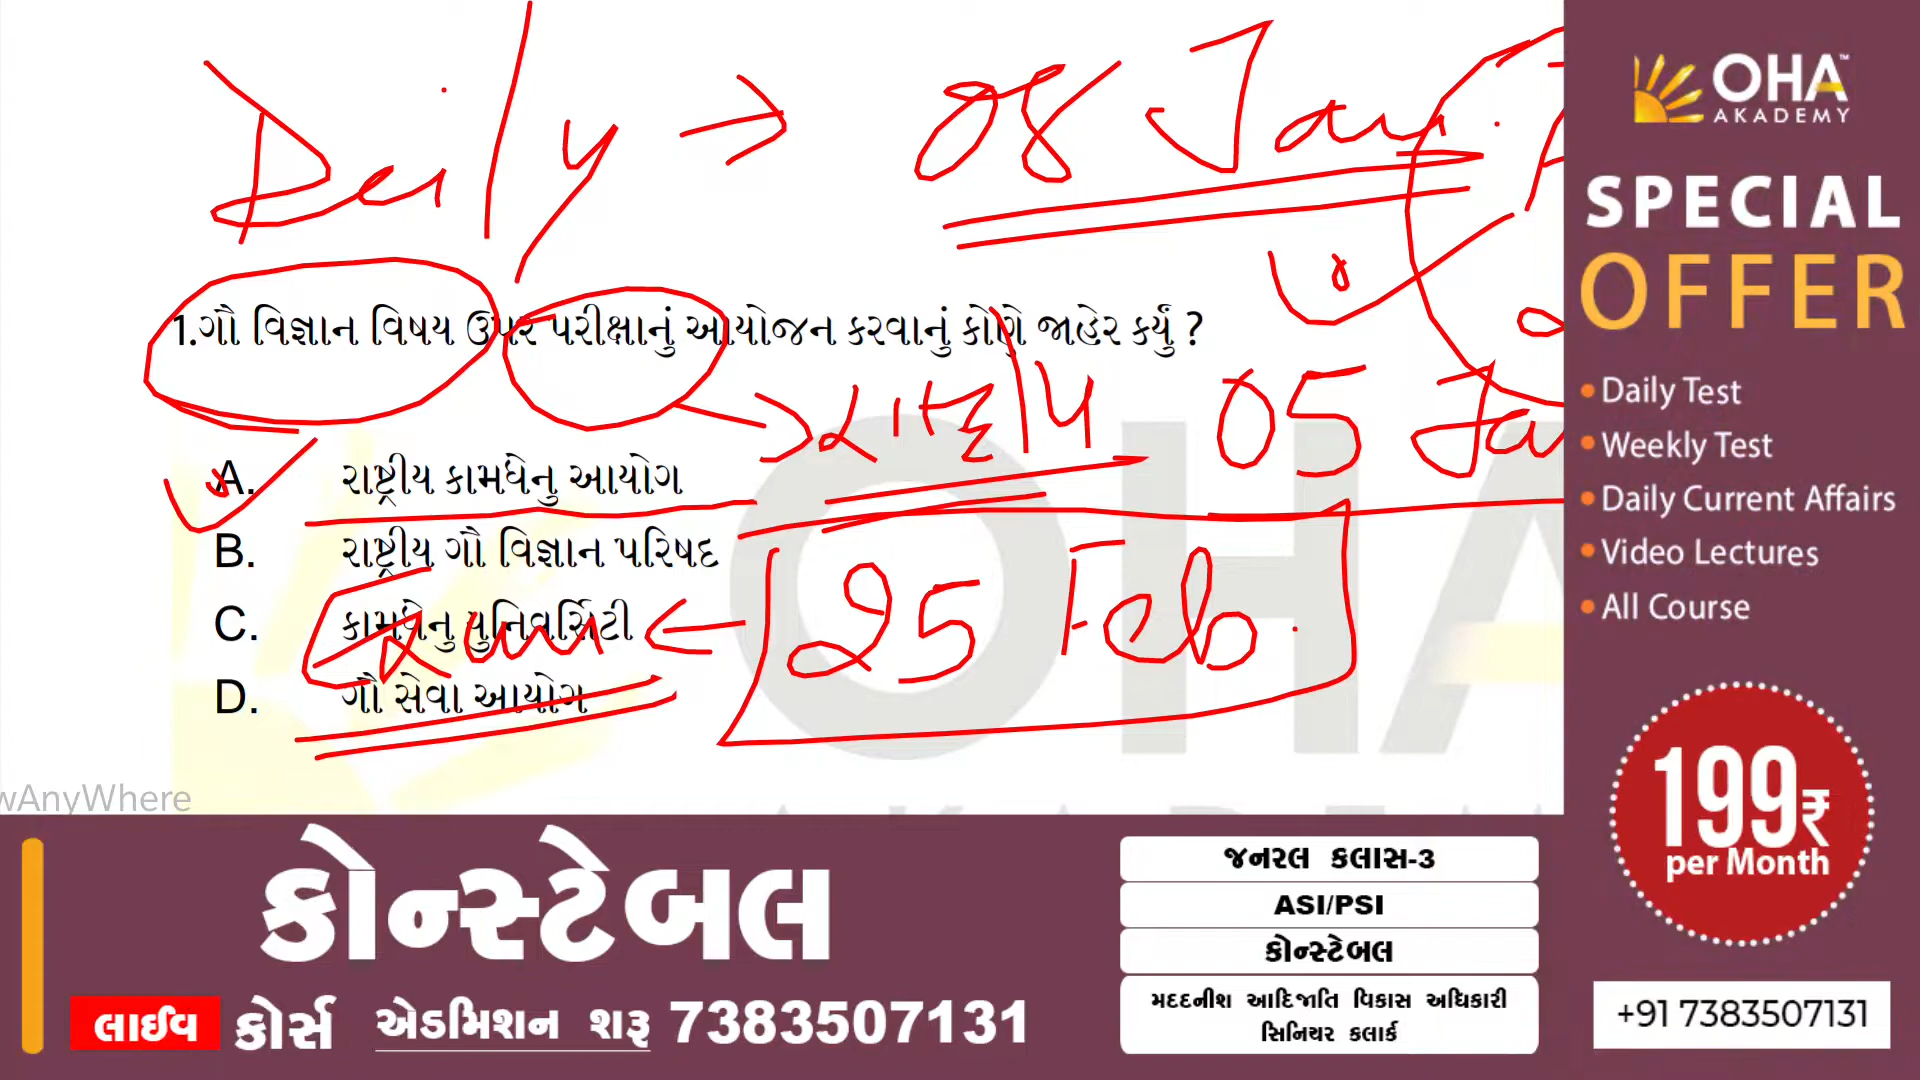 Daily → 08 Jan
OHA™
AKADEMY
SPECIAL
OFFER
1.ગૌ વિજ્ઞાન વિષય ઉપર પરીક્ષાનું આયોજન કરવાનું કોણે જાહેર કર્યું ?
05 Jan
• Daily Test
• Weekly Test
• Daily Current Affairs
• Video Lectures
• All Course
A. રાષ્ટ્રીય કામધેનુ આયોગ
B. રાષ્ટ્રીય ગૌ વિજ્ઞાન પરિષદ
C. કામધેનુ યુનિવર્સિટી
Exam ← 25 Feb.
D. ગૌ સેવા આયોગ
199₹
per Month
wAnyWhere
OHA
કોન્સ્ટેબલ
લાઈવ કોર્સ એડમિશન શરૂ 7383507131
જનરલ કલાસ-3
ASI/PSI
કોન્સ્ટેબલ
મદદનીશ આદિજાતિ વિકાસ અધિકારી
સિનિયર કલાર્ક
+91 7383507131